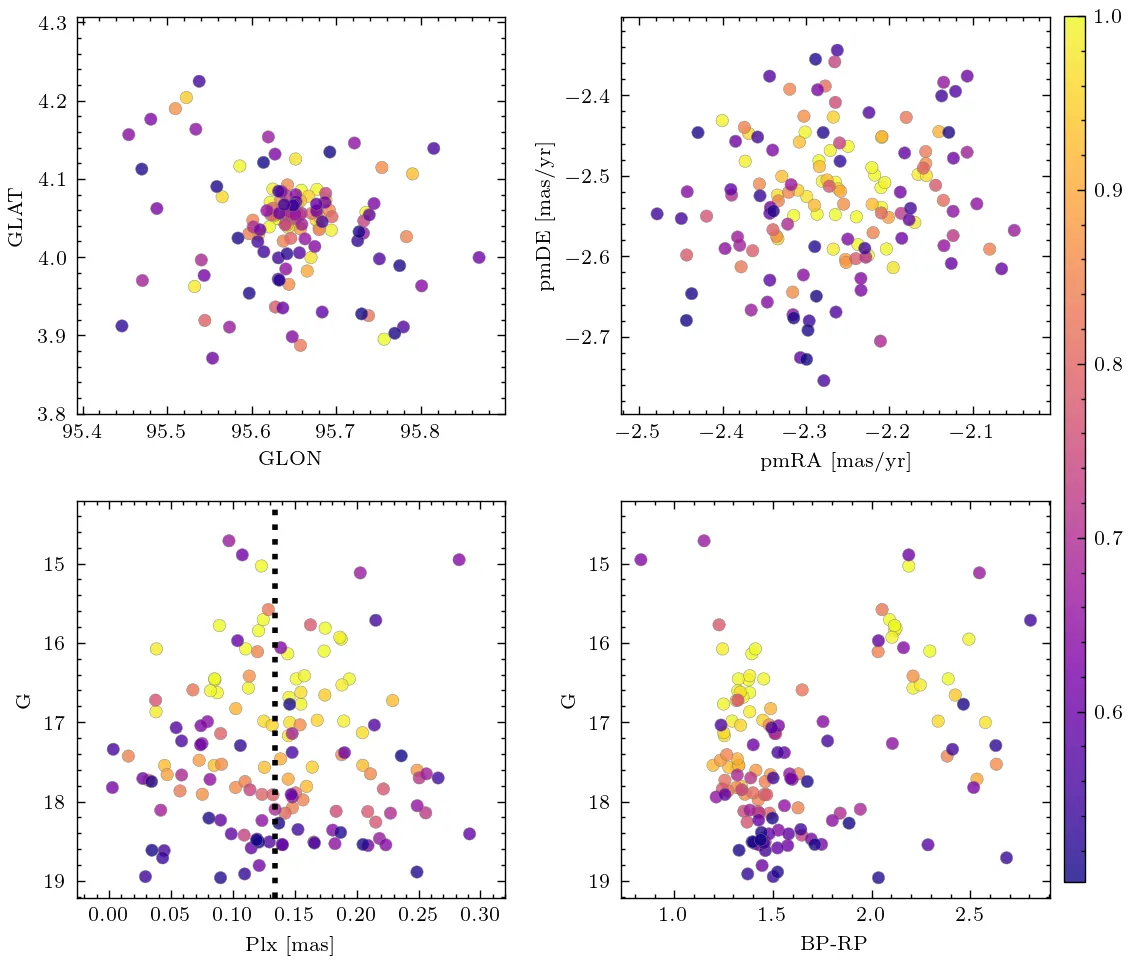 4.3
4.2
4.1
4.0
3.9
3.8
GLAT
95.4 95.5 95.6 95.7 95.8
GLON
−2.4
−2.5
−2.6
−2.7
pmDE [mas/yr]
−2.5 −2.4 −2.3 −2.2 −2.1
pmRA [mas/yr]
1.0
0.9
0.8
0.7
0.6
15
16
17
18
19
G
0.00 0.05 0.10 0.15 0.20 0.25 0.30
Plx [mas]
15
16
17
18
19
G
1.0 1.5 2.0 2.5
BP-RP